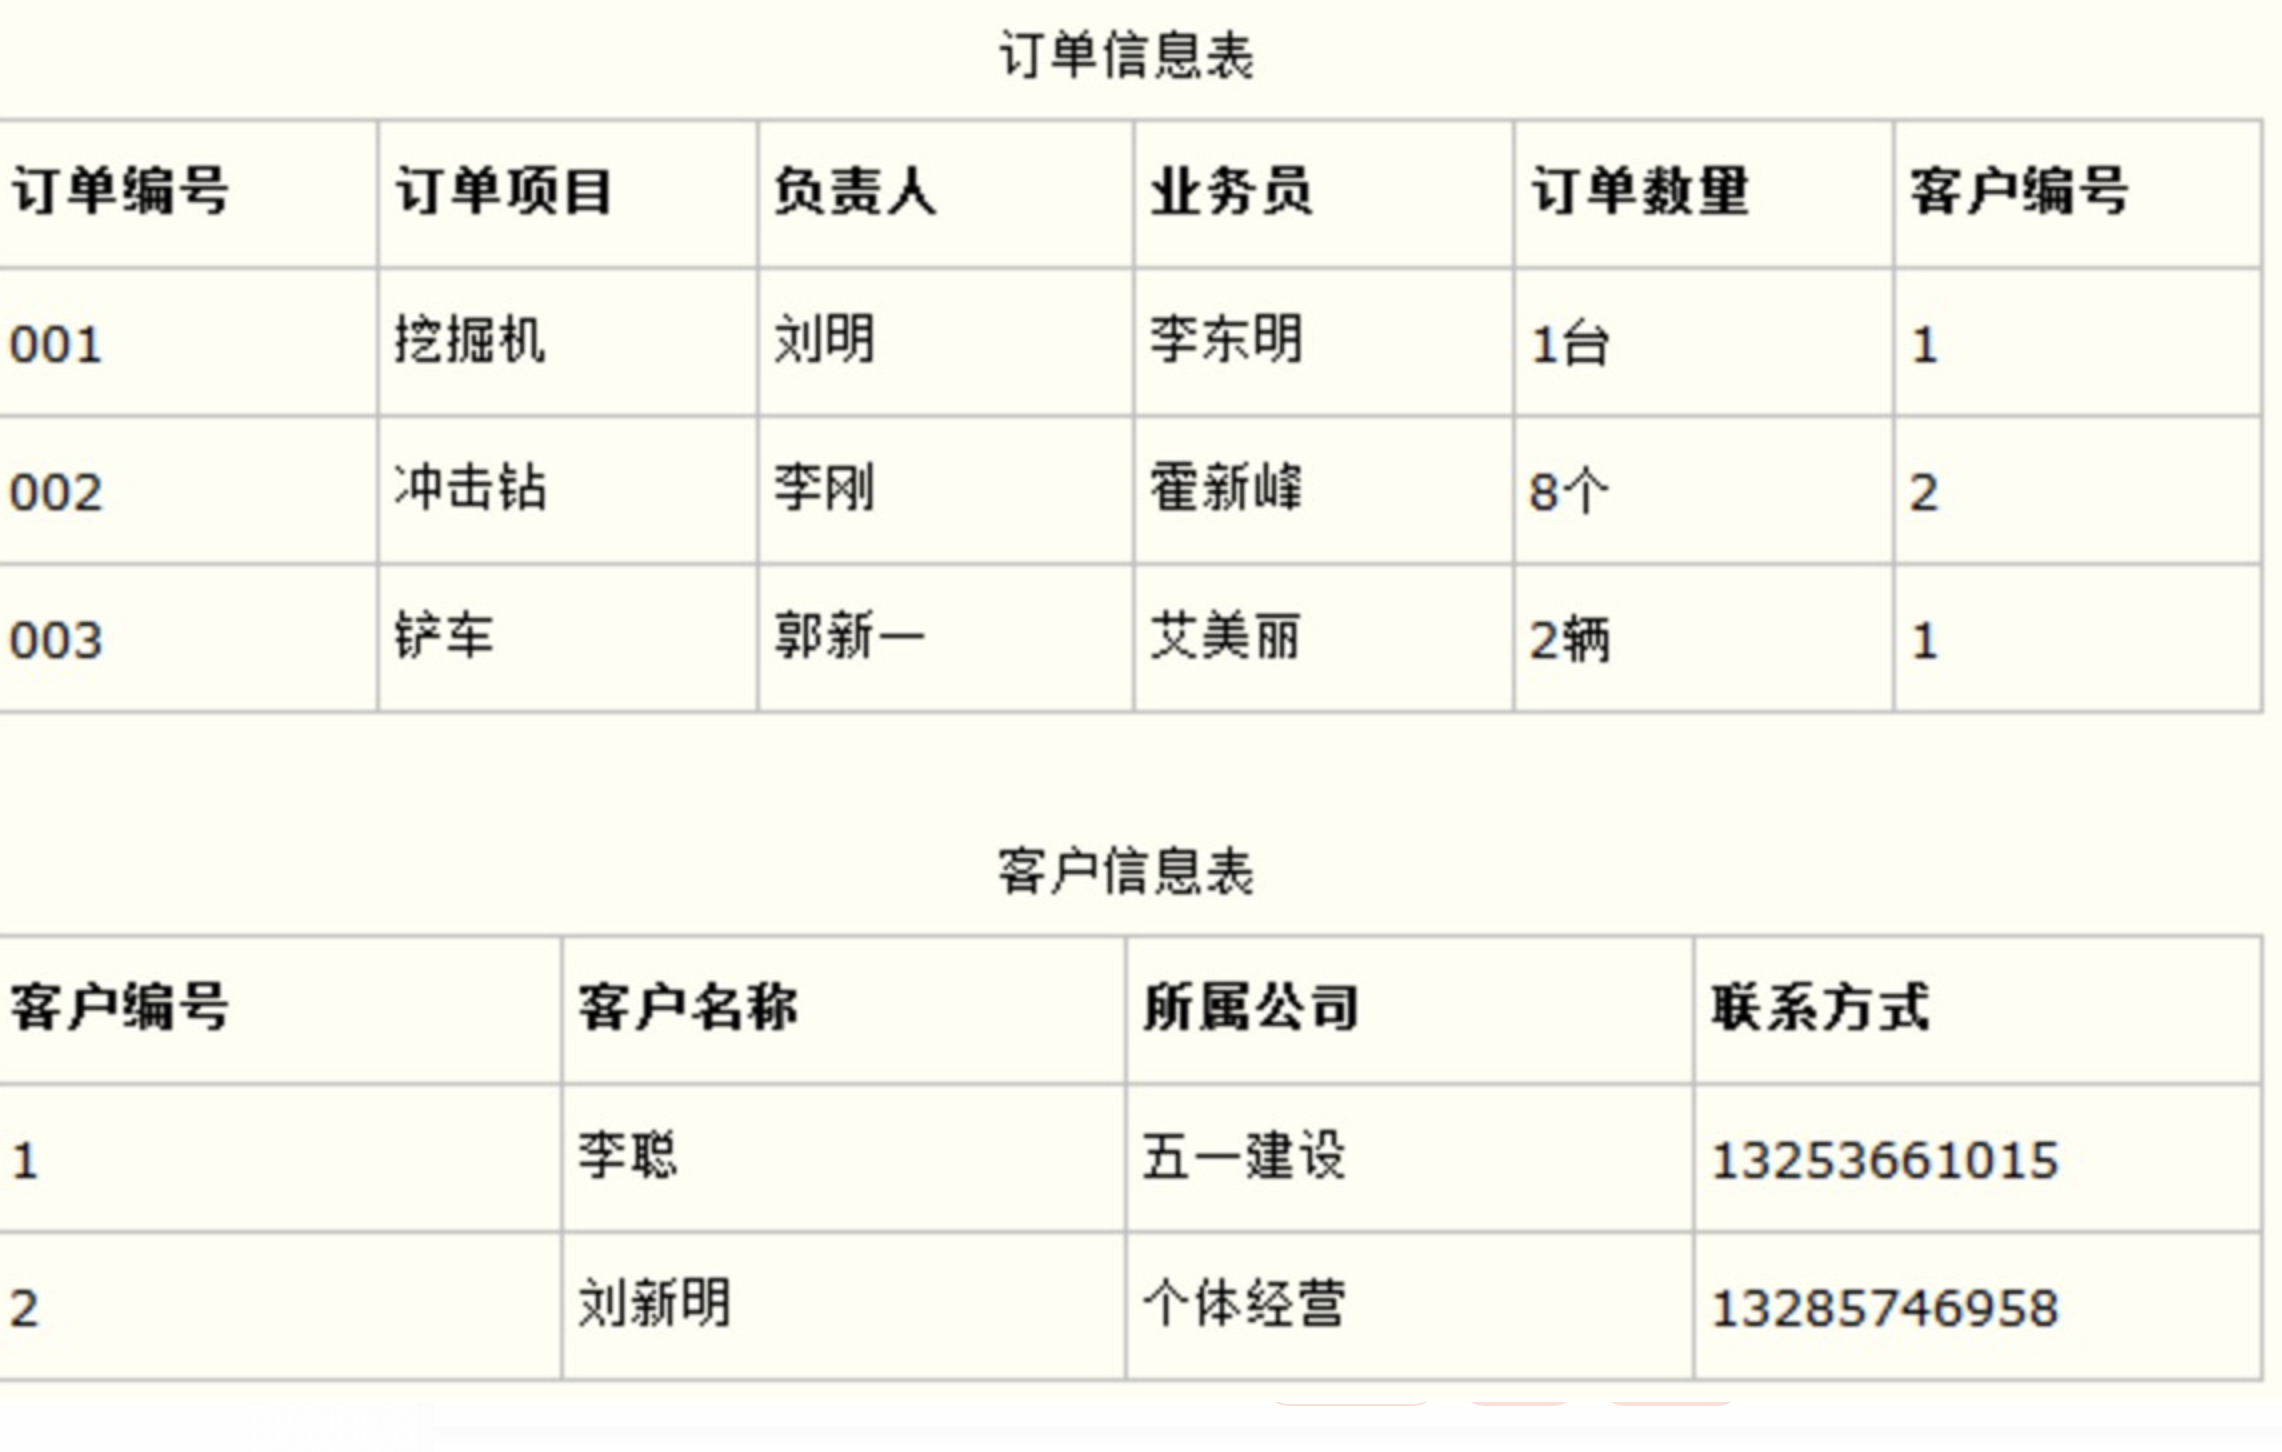 订单信息表
订单编号 订单项目 负责人 业务员 订单数量 客户编号
001 挖掘机 刘明 李东明 1台 1
002 冲击钻 李刚 霍新峰 8个 2
003 铲车 郭新一 艾美丽 2辆 1
客户信息表
客户编号 客户名称 所属公司 联系方式
1 李聪 五一建设 13253661015
2 刘新明 个体经营 13285746958